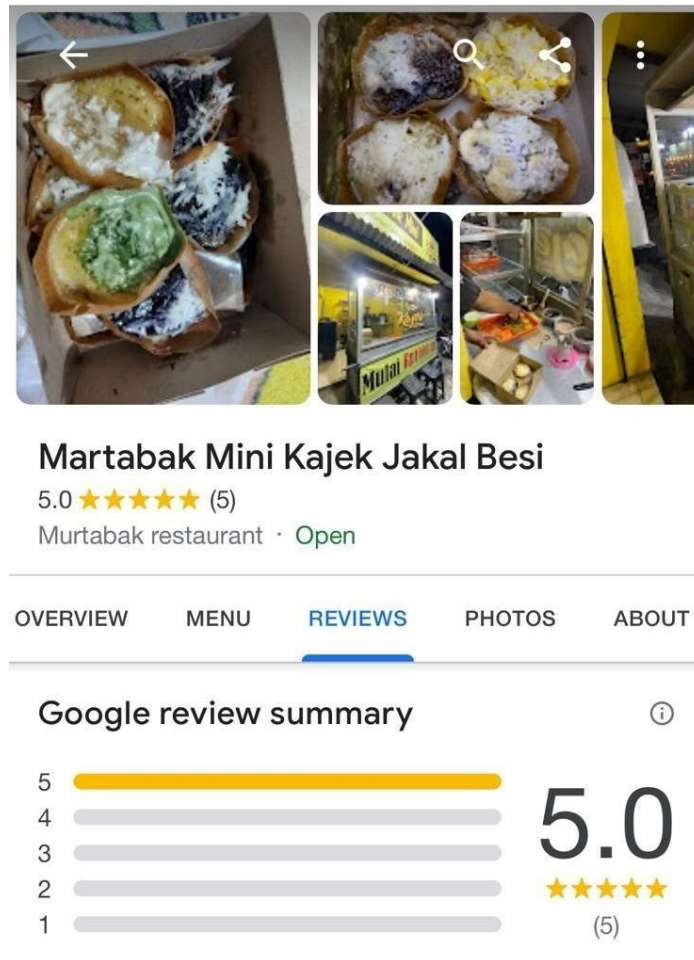 Mulai
Martabak Mini Kajek Jakal Besi
5.0 (5)
Murtabak restaurant · Open
OVERVIEW MENU REVIEWS PHOTOS ABOUT
Google review summary
5
4
3
2
1
5.0
(5)